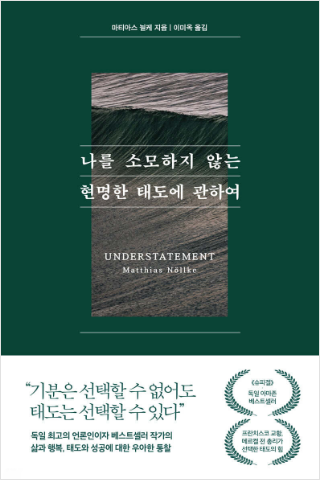 마티아스 뇔케 지음 | 이미옥 옮김
나를 소모하지 않는
현명한 태도에 관하여
UNDERSTATEMENT
Matthias Nöllke
“기분은 선택할 수 없어도
태도는 선택할 수 있다”
독일 최고의 언론인이자 베스트셀러 작가의
삶과 행복, 태도와 성공에 대한 우아한 통찰
《슈피겔》
독일 아마존
베스트셀러
프란치스코 교황,
메르켈 전 총리가
선택한 태도의 힘